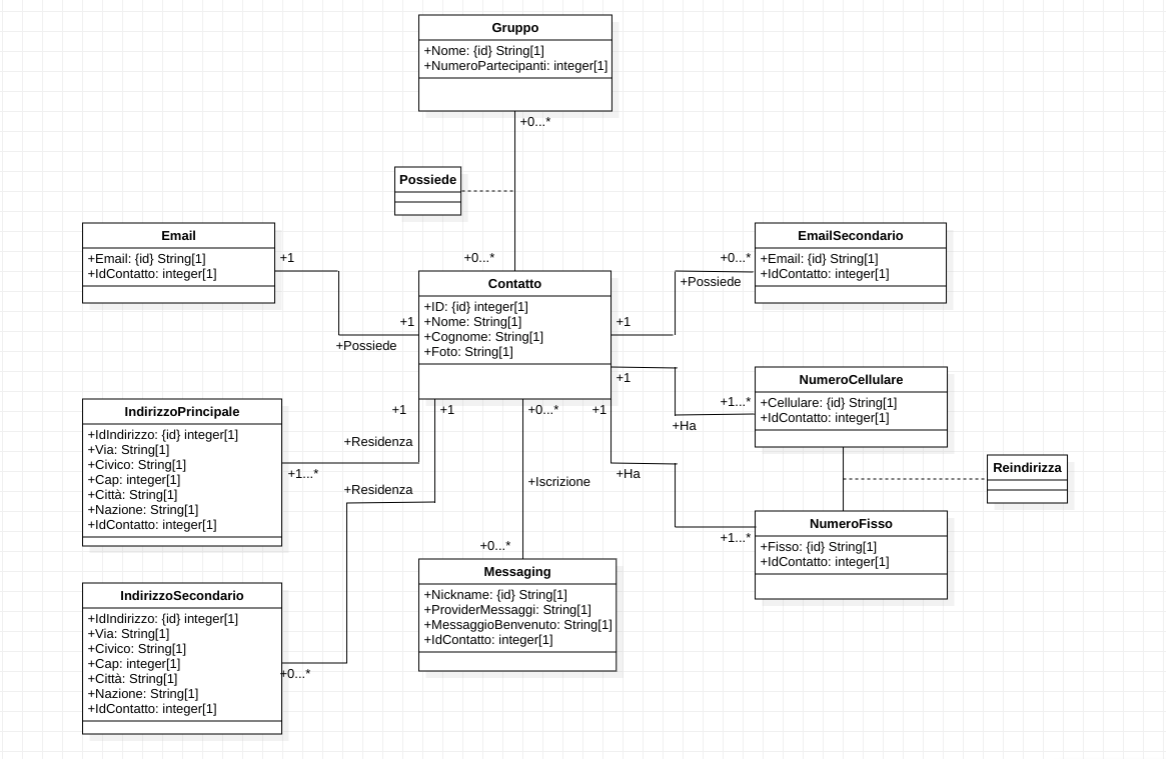 Gruppo
+Nome: {id} String[1]
+NumeroPartecipanti: integer[1]
+0...*
Possiede
+0...*
Email
+Email: {id} String[1]
+IdContatto: integer[1]
+1
+1
+Possiede
EmailSecondario
+Email: {id} String[1]
+IdContatto: integer[1]
+0...*
+Possiede
+1
Contatto
+ID: {id} integer[1]
+Nome: String[1]
+Cognome: String[1]
+Foto: String[1]
+1
NumeroCellulare
+Cellulare: {id} String[1]
+IdContatto: integer[1]
+1...*
+Ha
+1
+1
+0...*
+1
IndirizzoPrincipale
+IdIndirizzo: {id} integer[1]
+Via: String[1]
+Civico: String[1]
+Cap: integer[1]
+Città: String[1]
+Nazione: String[1]
+IdContatto: integer[1]
+Residenza
+1...*
+Residenza
+Iscrizione
+Ha
Reindirizza
+1...*
NumeroFisso
+Fisso: {id} String[1]
+IdContatto: integer[1]
+0...*
Messaging
+Nickname: {id} String[1]
+ProviderMessaggi: String[1]
+MessaggioBenvenuto: String[1]
+IdContatto: integer[1]
IndirizzoSecondario
+IdIndirizzo: {id} integer[1]
+Via: String[1]
+Civico: String[1]
+Cap: integer[1]
+Città: String[1]
+Nazione: String[1]
+IdContatto: integer[1]
+0...*